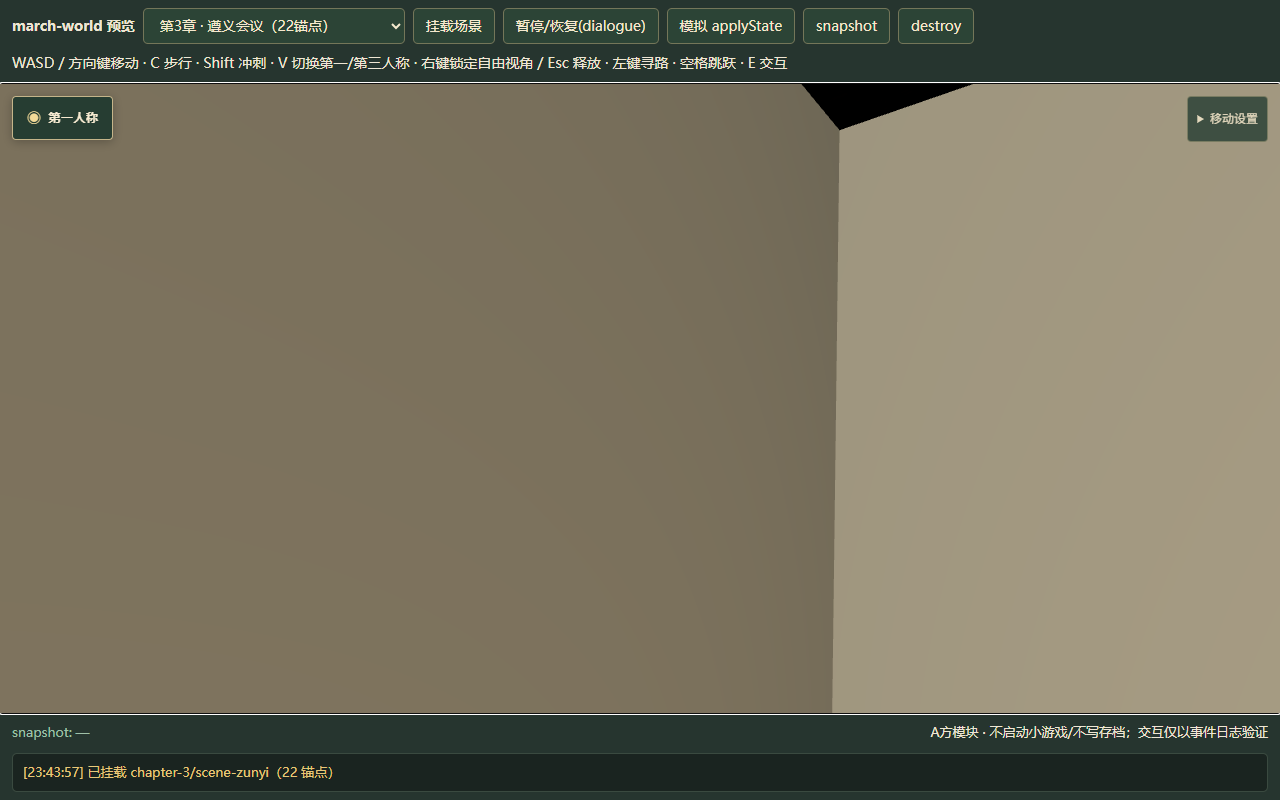 march-world 预览 第3章 · 遵义会议（22锚点） 挂载场景 暂停/恢复(dialogue) 模拟 applyState snapshot destroy
WASD / 方向键移动 · C 步行 · Shift 冲刺 · V 切换第一/第三人称 · 右键锁定自由视角 / Esc 释放 · 左键寻路 · 空格跳跃 · E 交互
◉ 第一人称
▶ 移动设置
snapshot: —
A方模块 · 不启动小游戏/不写存档；交互仅以事件日志验证
[23:43:57] 已挂载 chapter-3/scene-zunyi（22 锚点）